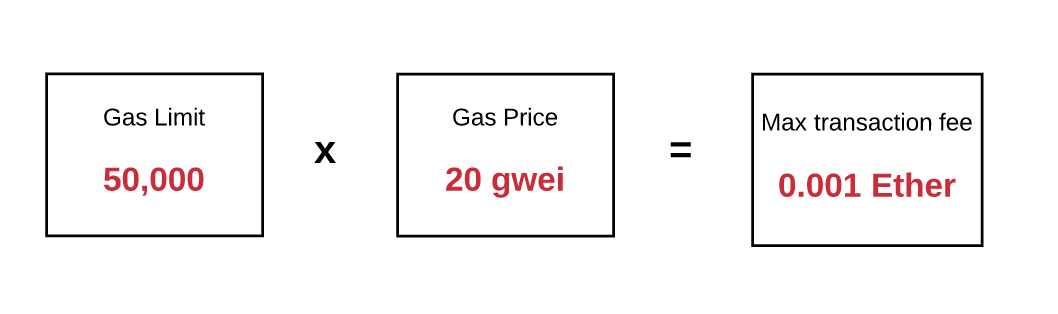 Gas Limit
50,000
x
Gas Price
20 gwei
=
Max transaction fee
0.001 Ether